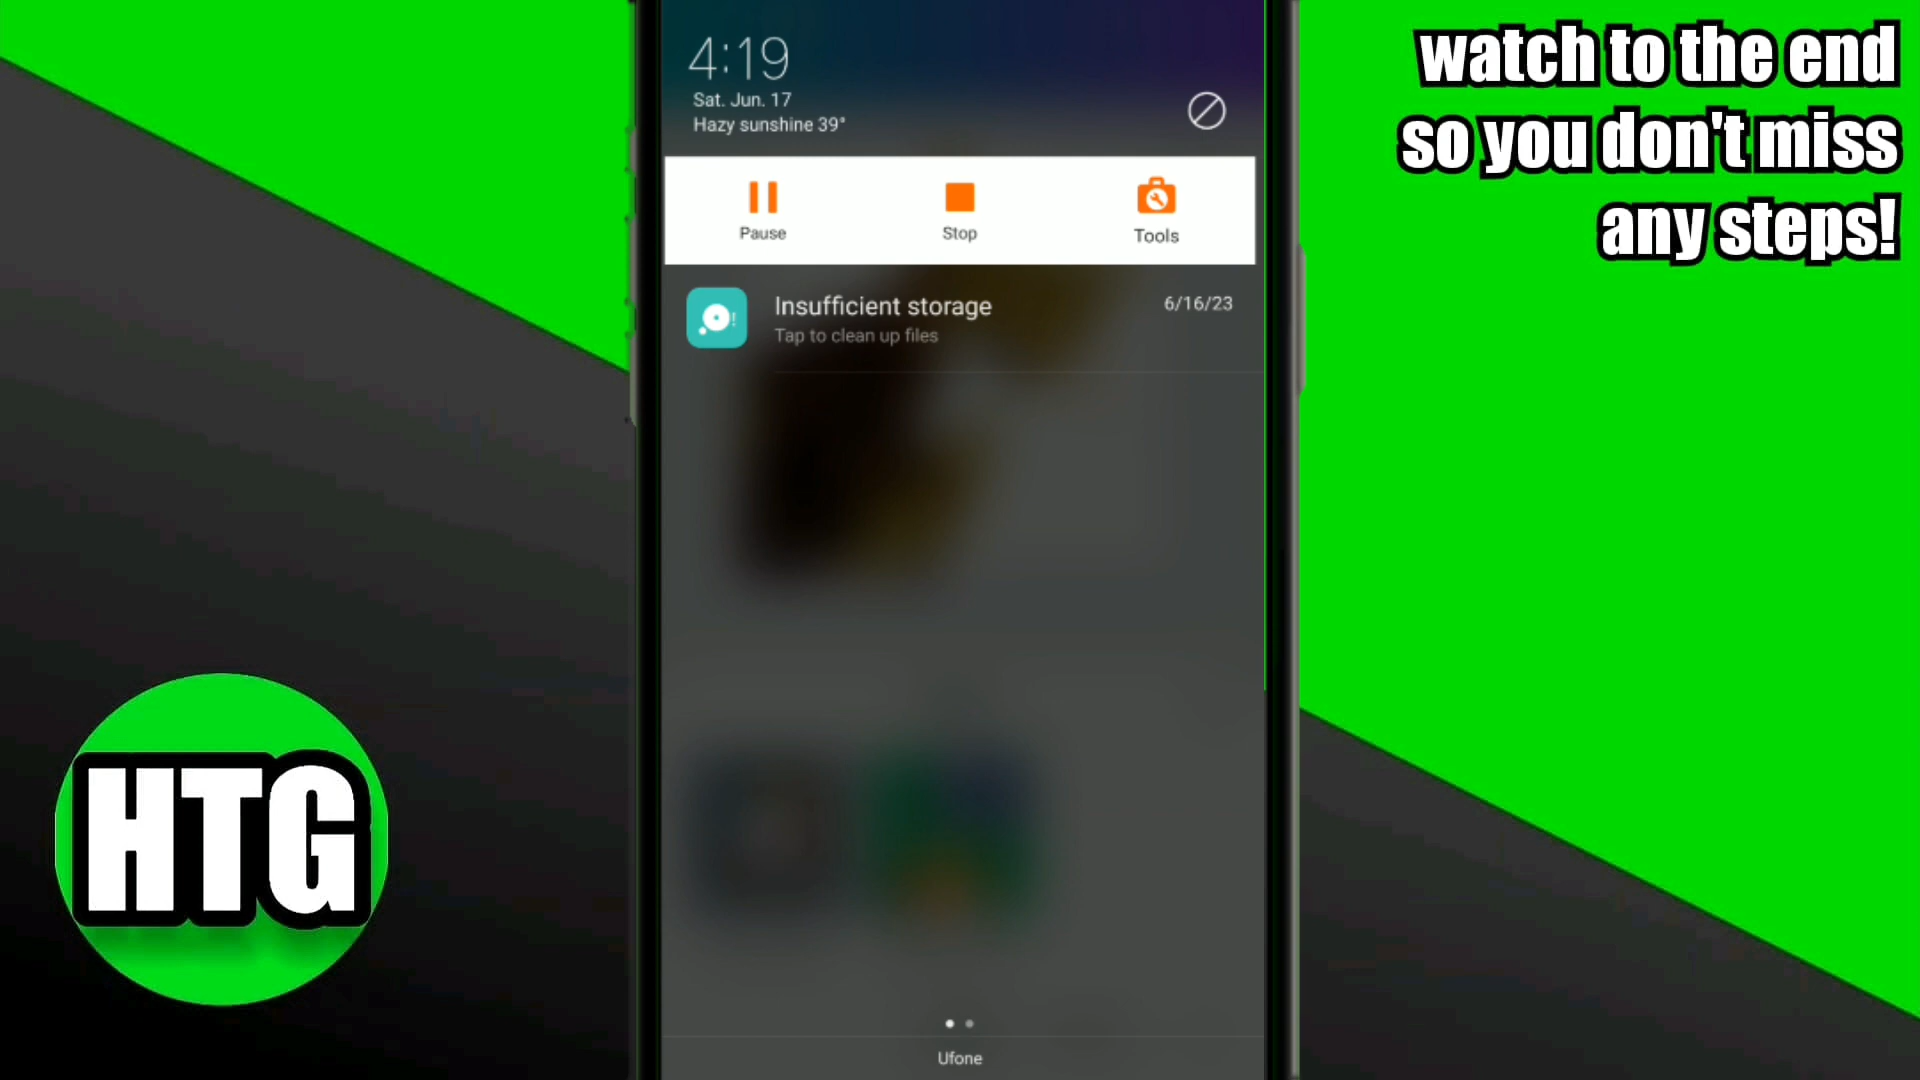 4:19
Sat. Jun. 17
Hazy sunshine 39°
Pause
Stop
Tools
Insufficient storage
6/16/23
Tap to clean up files
Ufone
watch to the end
so you don't miss
any steps!
HTG